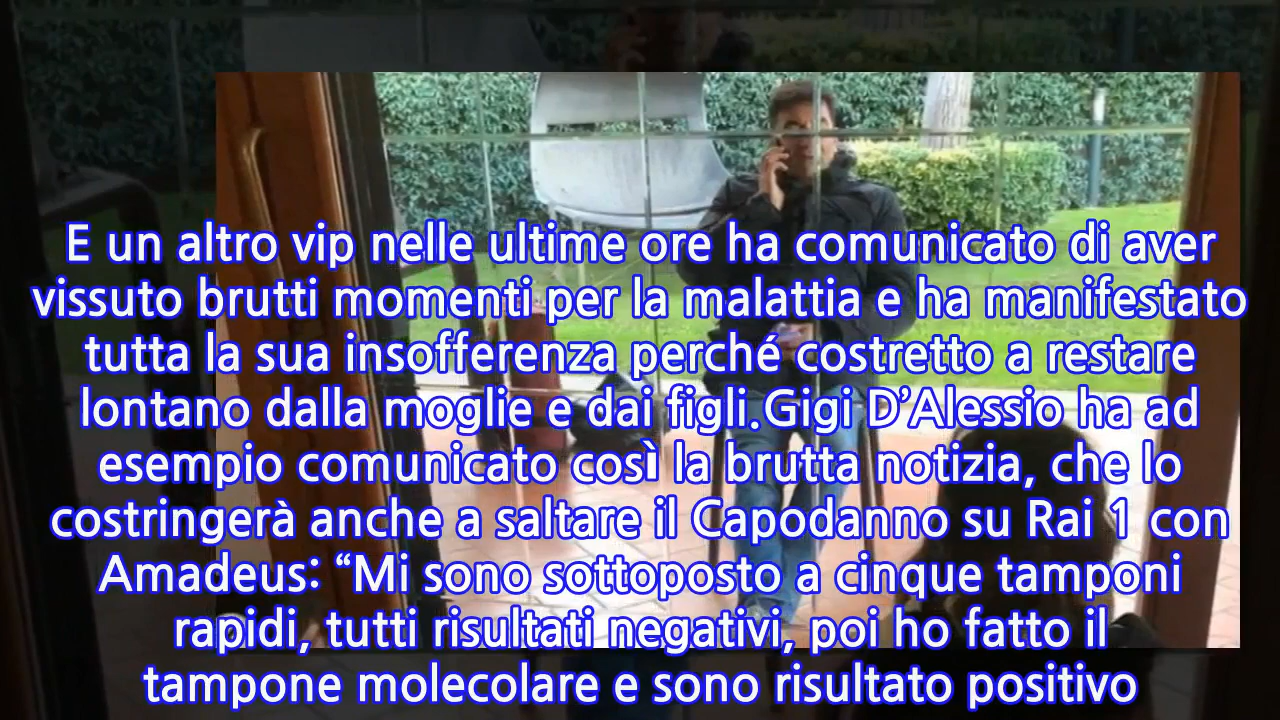 E un altro vip nelle ultime ore ha comunicato di aver
vissuto brutti momenti per la malattia e ha manifestato
tutta la sua insofferenza perché costretto a restare
lontano dalla moglie e dai figli.Gigi D’Alessio ha ad
esempio comunicato così la brutta notizia, che lo
costringerà anche a saltare il Capodanno su Rai 1 con
Amadeus: “Mi sono sottoposto a cinque tamponi
rapidi, tutti risultati negativi, poi ho fatto il
tampone molecolare e sono risultato positivo